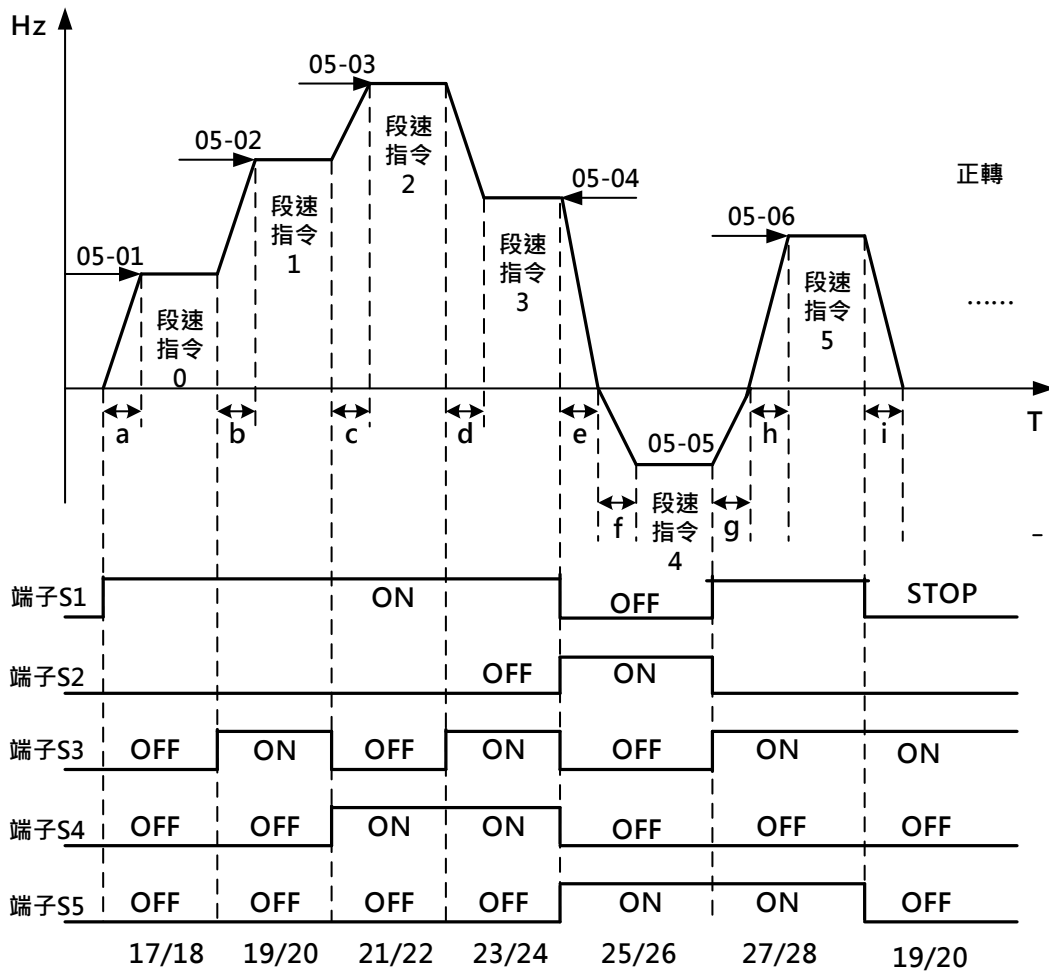 Hz
05-03
段速
指令
2
05-02
05-04
正轉
段速
指令
1
05-06
段速
指令
3
05-01
段速
指令
5
……
段速
指令
0
a
b
c
d
e
h
i
T
05-05
f
段速
指令
4
g
-
端子S1
ON
OFF
STOP
端子S2
OFF
ON
端子S3
OFF ON OFF ON OFF ON ON
端子S4
OFF OFF ON ON OFF OFF OFF
端子S5
OFF OFF OFF OFF ON ON OFF
17/18 19/20 21/22 23/24 25/26 27/28 19/20